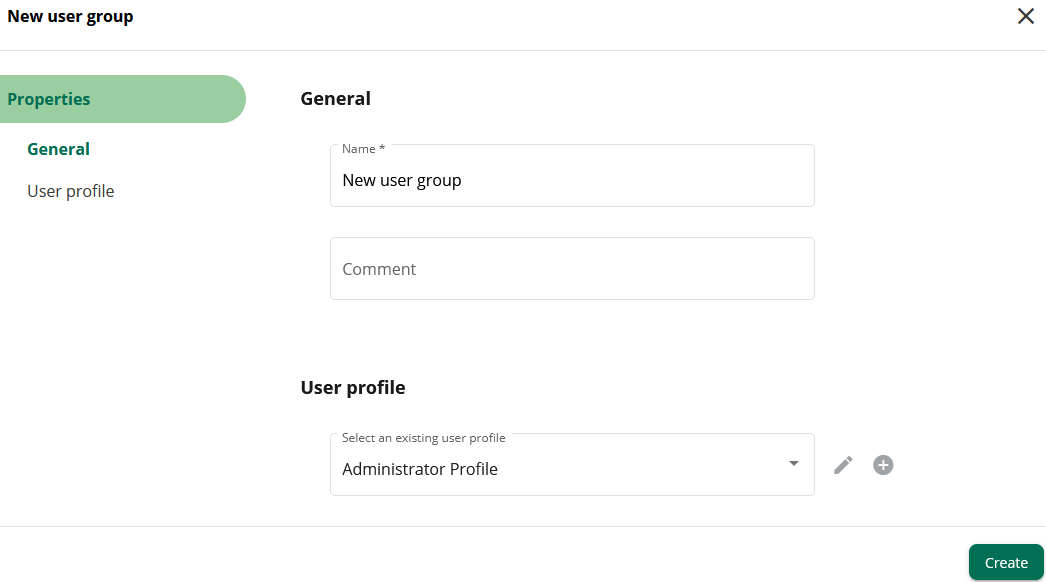 New user group
Properties
General
User profile
General
Name *
New user group
Comment
User profile
Select an existing user profile
Administrator Profile
Create